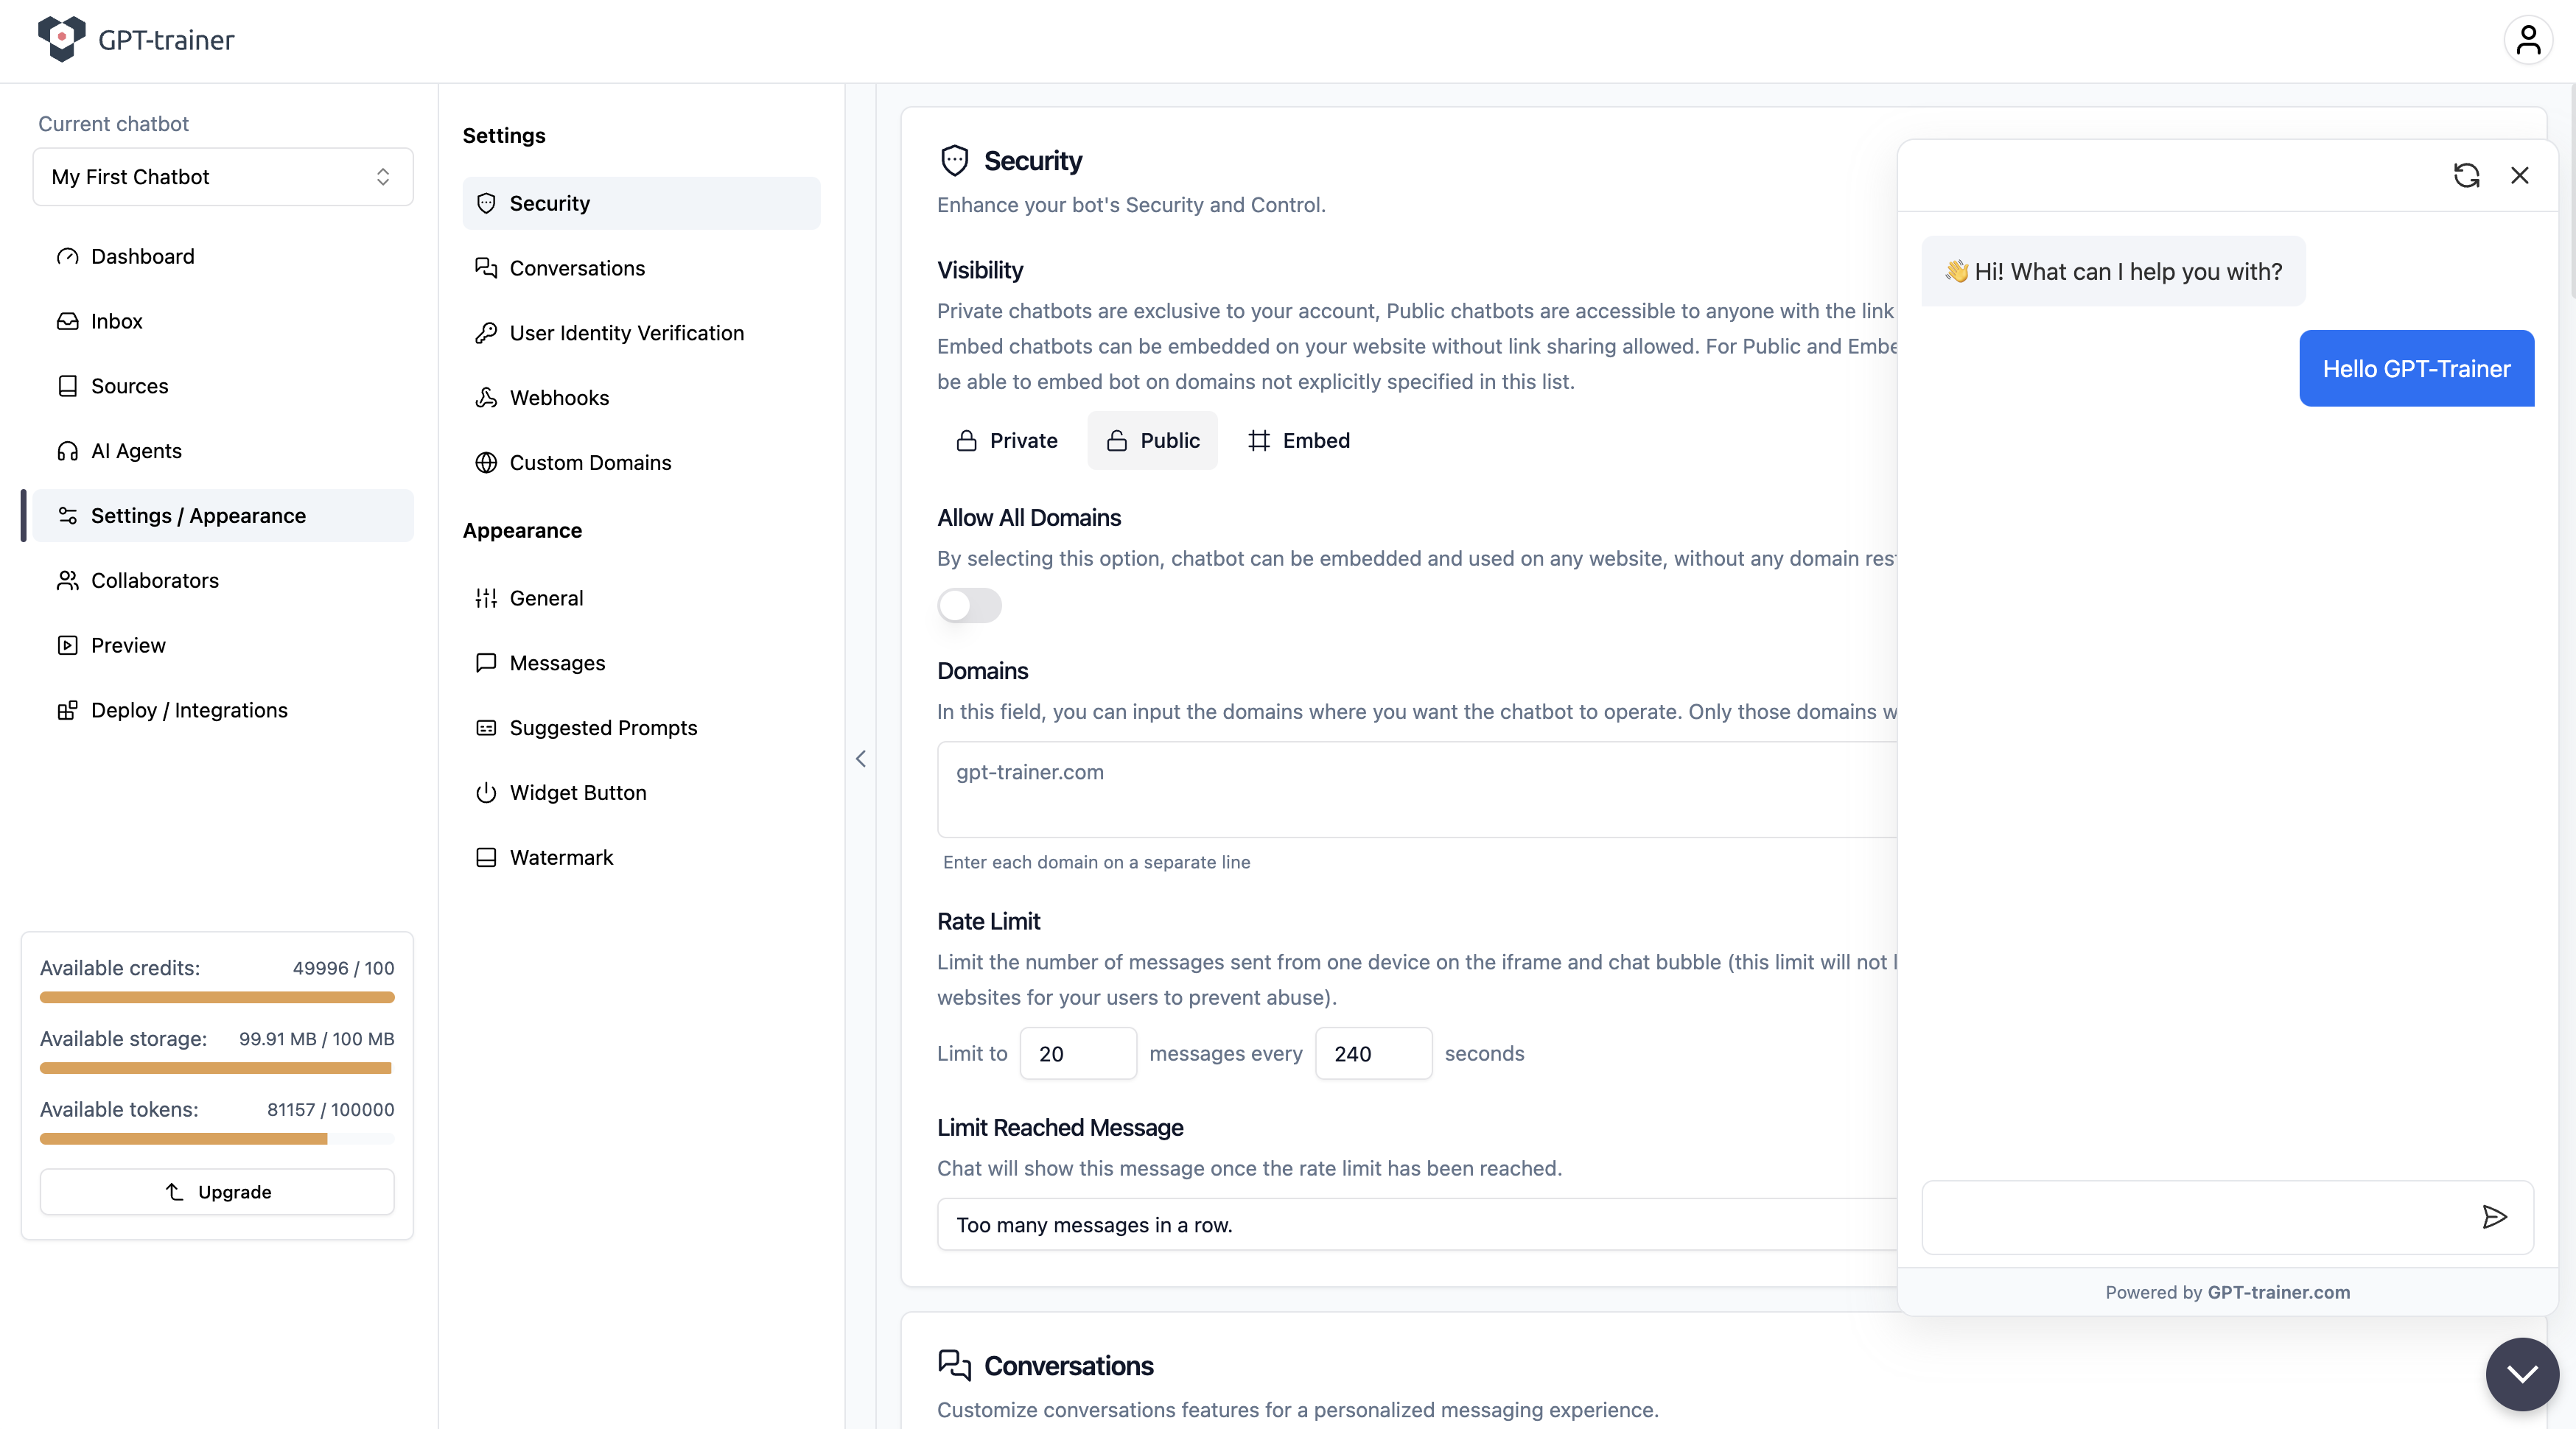 GPT-trainer
Current chatbot
My First Chatbot
Dashboard
Inbox
Sources
AI Agents
Settings / Appearance
Collaborators
Preview
Deploy / Integrations
Available credits: 49996 / 100
Available storage: 99.91 MB / 100 MB
Available tokens: 81157 / 100000
Upgrade
Settings
Security
Conversations
User Identity Verification
Webhooks
Custom Domains
Appearance
General
Messages
Suggested Prompts
Widget Button
Watermark
Security
Enhance your bot's Security and Control.
Visibility
Private chatbots are exclusive to your account, Public chatbots are accessible to anyone with the link
Embed chatbots can be embedded on your website without link sharing allowed. For Public and Embe
be able to embed bot on domains not explicitly specified in this list.
Private Public Embed
Allow All Domains
By selecting this option, chatbot can be embedded and used on any website, without any domain res
Domains
In this field, you can input the domains where you want the chatbot to operate. Only those domains w
gpt-trainer.com
Enter each domain on a separate line
Rate Limit
Limit the number of messages sent from one device on the iframe and chat bubble (this limit will not
websites for your users to prevent abuse).
Limit to 20 messages every 240 seconds
Limit Reached Message
Chat will show this message once the rate limit has been reached.
Too many messages in a row.
Conversations
Customize conversations features for a personalized messaging experience.
👋 Hi! What can I help you with?
Hello GPT-Trainer
Powered by GPT-trainer.com